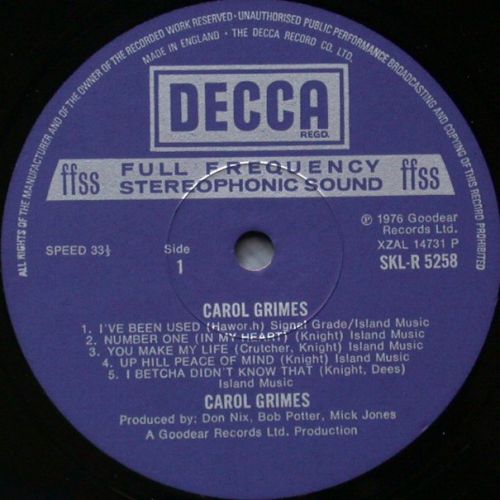 ALL RIGHTS OF THE MANUFACTURER AND OF THE OWNER OF THE RECORDED WORK RESERVED · UNAUTHORISED PUBLIC PERFORMANCE BROADCASTING AND COPYING OF THIS RECORD PROHIBITED
MADE IN ENGLAND · THE DECCA RECORD CO. LTD.
DECCA
REGD.
ffss FULL FREQUENCY STEREOPHONIC SOUND ffss
℗ 1976 Goodear
Records Ltd.
XZAL 14731 P
SPEED 33⅓
Side
1
SKL-R 5258
CAROL GRIMES
1. I'VE BEEN USED (Hawor.h) Signal Grade/Island Music
2. NUMBER ONE (IN MY HEART) (Knight) Island Music
3. YOU MAKE MY LIFE (Crutcher, Knight) Island Music
4. UP HILL PEACE OF MIND (Knight) Island Music
5. I BETCHA DIDN'T KNOW THAT (Knight, Dees)
Island Music
CAROL GRIMES
Produced by: Don Nix, Bob Potter, Mick Jones
A Goodear Records Ltd. Production